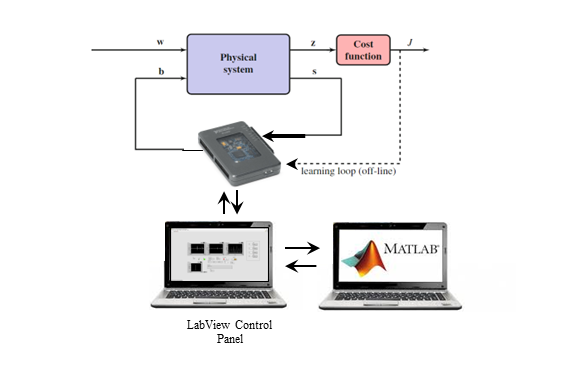 w
z
Cost
function
J
Physical
system
b
s
learning loop (off-line)
MATLAB®
LabView Control
Panel